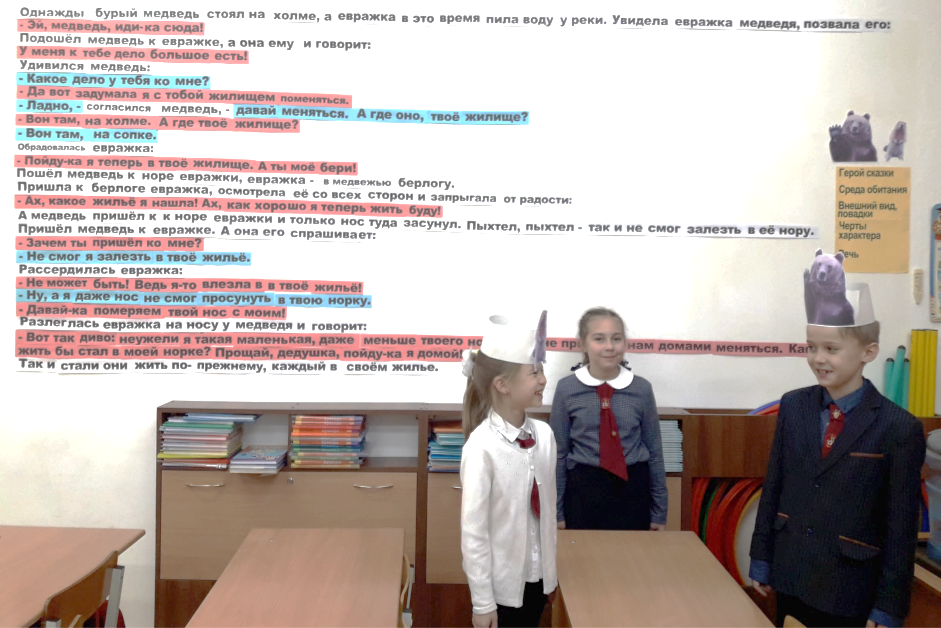 Однажды бурый медведь стоял на холме, а евражка в это время пила воду у реки. Увидела евражка медведя, позвала его:
- Эй, медведь, иди-ка сюда!
Подошёл медведь к евражке, а она ему и говорит:
У меня к тебе дело большое есть!
Удивился медведь:
- Какое дело у тебя ко мне?
- Да вот задумала я с тобой жилищем поменяться.
- Ладно, - согласился медведь, - давай меняться. А где оно, твоё жилище?
- Вон там, на холме. А где твоё жилище?
- Вон там, на сопке.
Обрадовалась евражка:
- Пойду-ка я теперь в твоё жилище. А ты моё бери!
Пошёл медведь к норе евражки, евражка - в медвежью берлогу.
Пришла к берлоге евражка, осмотрела её со всех сторон и запрыгала от радости:
- Ах, какое жильё я нашла! Ах, как хорошо я теперь жить буду!
А медведь пришёл к к норе евражки и только нос туда засунул. Пыхтел, пыхтел - так и не смог залезть в её нору.
Пришёл медведь к евражке. А она его спрашивает:
- Зачем ты пришёл ко мне?
- Не смог я залезть в твоё жильё.
Рассердилась евражка:
- Не может быть! Ведь я-то влезла в в твоё жильё!
- Ну, а я даже нос не смог просунуть в твою норку.
- Давай-ка померяем твой нос с моим!
Разлеглась евражка на носу у медведя и говорит:
- Вот так диво: неужели я такая маленькая, даже меньше твоего нам домами меняться.
жить бы стал в моей норке? Прощай, дедушка, пойду-ка я домой!
Так и стали они жить по- прежнему, каждый в своём жилье.
Герой сказки
Среда обитания
Внешний вид,
повадки
Черты
характера